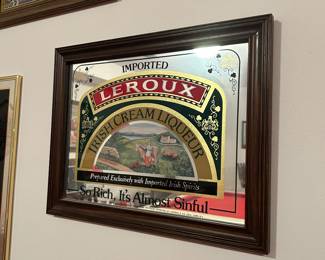 IMPORTED
LEROUX
IRISH CREAM LIQUEUR
Prepared Exclusively with Imported Irish Spirits
So Rich, It's Almost Sinful